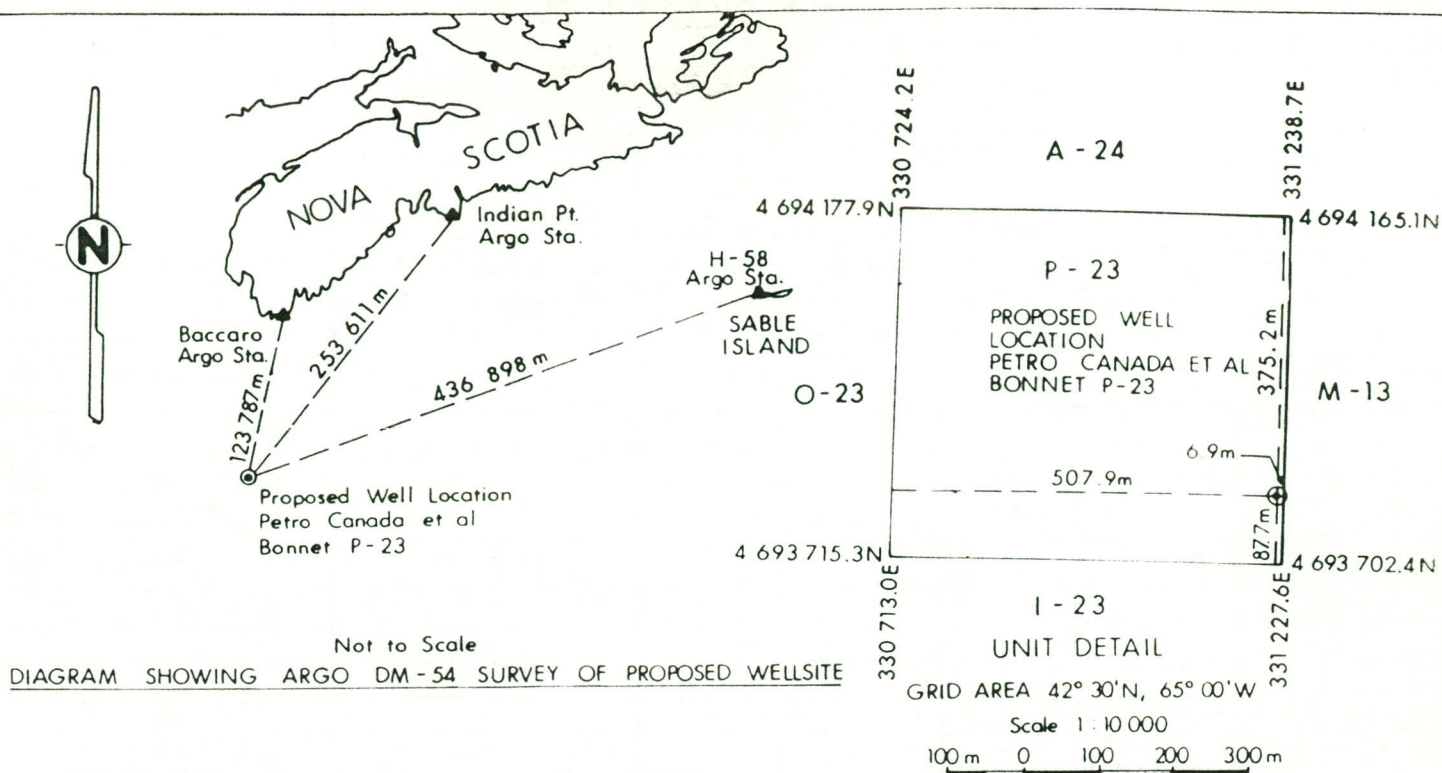 N
NOVA SCOTIA
Indian Pt.
Argo Sta.
H-58
Argo Sta.
SABLE
ISLAND
Baccaro
Argo Sta.
123 787m
253 611 m
436 898 m
Proposed Well Location
Petro Canada et al
Bonnet P-23
Not to Scale
DIAGRAM SHOWING ARGO DM-54 SURVEY OF PROPOSED WELLSITE
330 724.2E
331 238.7E
A - 24
4 694 177.9N
4 694 165.1N
P - 23
PROPOSED WELL
LOCATION
PETRO CANADA ET AL
BONNET P-23
375.2m
O-23
M-13
6.9m
507.9m
87.7m
4 693 715.3N
4 693 702.4N
330 713.0E
331 227.6E
I - 23
UNIT DETAIL
GRID AREA 42° 30'N, 65° 00'W
Scale 1:10 000
100 m 0 100 200 300 m